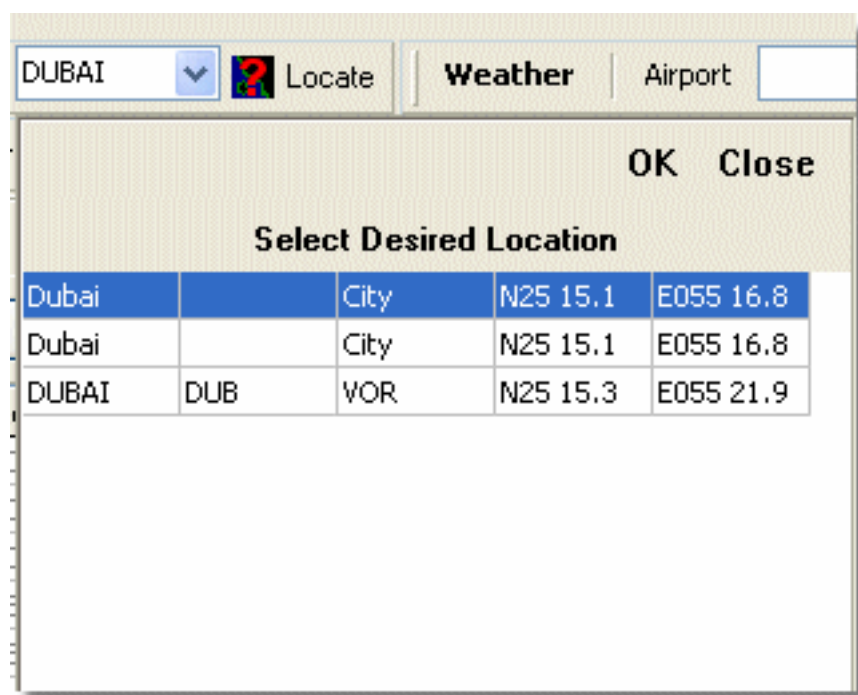 DUBAI Locate Weather Airport
OK Close
Select Desired Location
Dubai City N25 15.1 E055 16.8
Dubai City N25 15.1 E055 16.8
DUBAI DUB VOR N25 15.3 E055 21.9